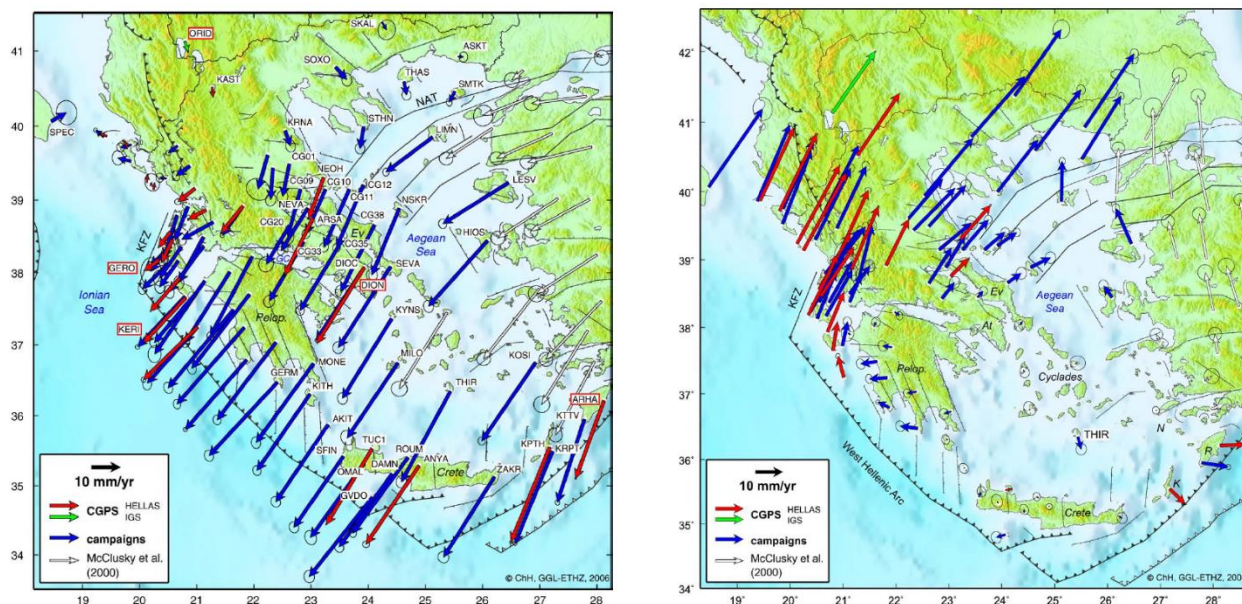 SKAL
ORID
ASKT
SOXO
KAST
THAS
SMTK
NAT
SPEC
STHN
KRNA
LIMN
CG01
NEOH
CG09
CG10
CG12
LESV
NEVA
CG11
NSKR
CG20
ARSA
CG38
Ev
HIOS
KFZ
CG33
CG35
Aegean
Sea
GERO
DIOC
SEVA
DION
Ionian
Sea
Pelop.
KYNS
KERI
MONE
MILO
KOSI
GERM
KITH
THIR
ARHA
AKIT
KTTV
SFIN
TUC1
ROUM
KPTH
KRPT
OMAL
DAMN
ANYA
Crete
ZAKR
GVDO
10 mm/yr
CGPS HELLAS
IGS
campaigns
McClusky et al.
(2000)
© ChH, GGL-ETHZ, 2006
41
40
39
38
37
36
35
34
19 20 21 22 23 24 25 26 27 28
42˚
41˚
40˚
39˚
38˚
37˚
36˚
35˚
34˚
KFZ
Ev
Aegean
Sea
At
Pelop.
Cyclades
THIR
N
R
West Hellenic Arc
K
Crete
10 mm/yr
CGPS HELLAS
IGS
campaigns
McClusky et al.
(2000)
© ChH, GGL-ETHZ, 2006
19˚ 20˚ 21˚ 22˚ 23˚ 24˚ 25˚ 26˚ 27˚ 28˚